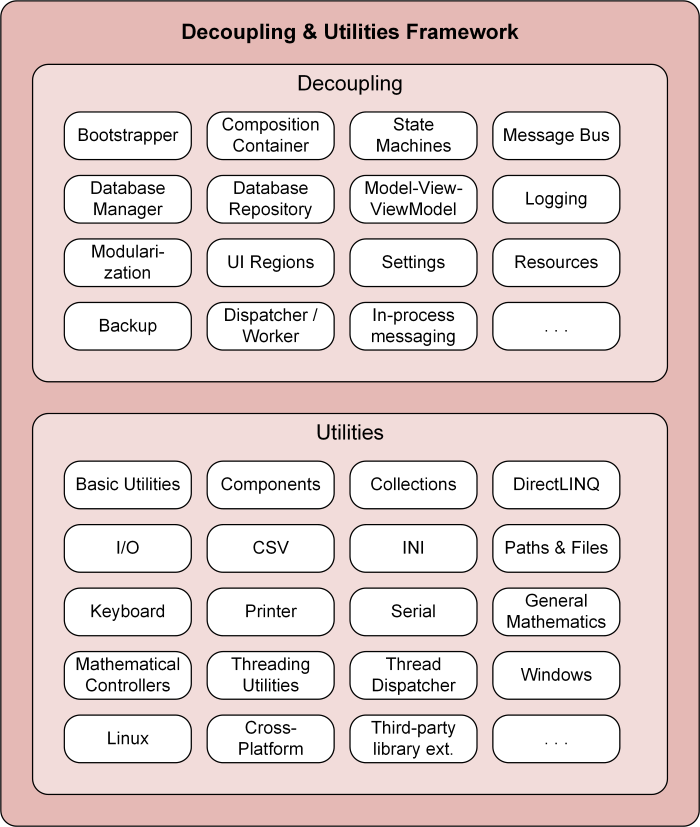 Decoupling & Utilities Framework
Decoupling
Bootstrapper
Composition
Container
State
Machines
Message Bus
Database
Manager
Database
Repository
Model-View-
ViewModel
Logging
Modulari-
zation
UI Regions
Settings
Resources
Backup
Dispatcher /
Worker
In-process
messaging
. . .
Utilities
Basic Utilities
Components
Collections
DirectLINQ
I/O
CSV
INI
Paths & Files
Keyboard
Printer
Serial
General
Mathematics
Mathematical
Controllers
Threading
Utilities
Thread
Dispatcher
Windows
Linux
Cross-
Platform
Third-party
library ext.
. . .